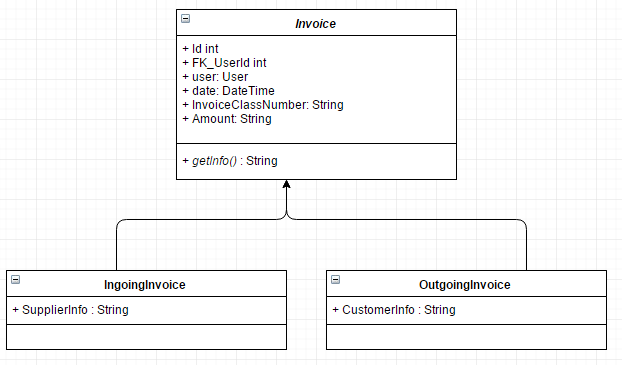 Invoice
+ Id int
+ FK_UserId int
+ user: User
+ date: DateTime
+ InvoiceClassNumber: String
+ Amount: String
+ getInfo() : String
IngoingInvoice
+ SupplierInfo : String
OutgoingInvoice
+ CustomerInfo : String